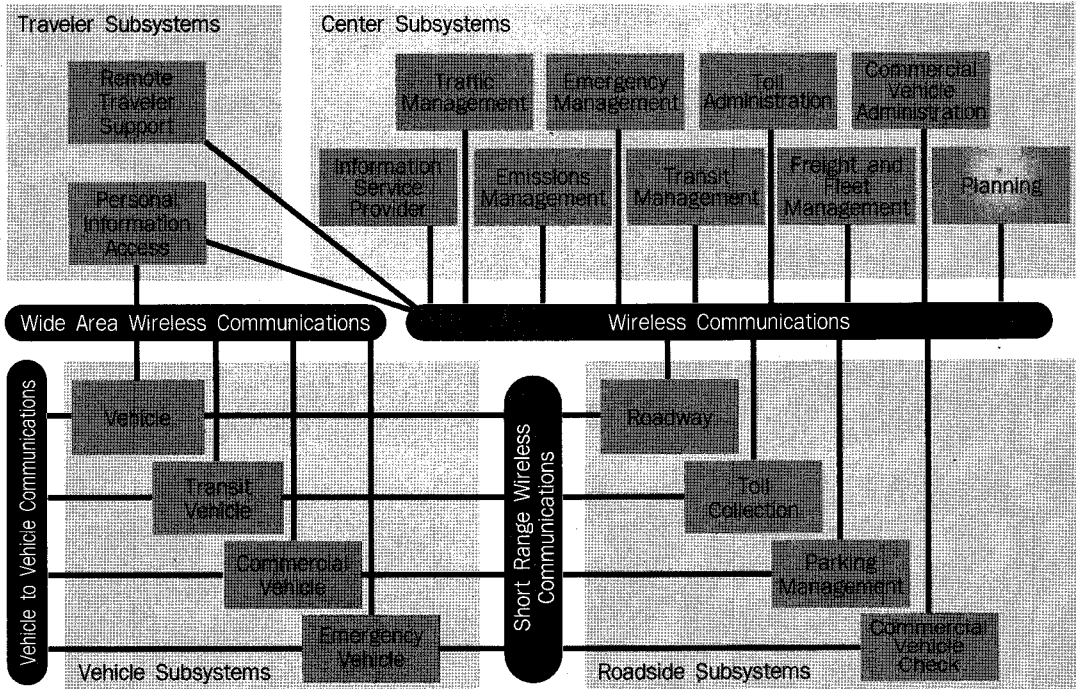 Traveler Subsystems
Remote
Traveler
Support
Personal
Information
Access
Center Subsystems
Traffic
Management
Emergency
Management
Toll
Administration
Commercial
Vehicle
Administration
Information
Service
Provider
Emissions
Management
Transit
Management
Freight and
Fleet
Management
Planning
Wide Area Wireless Communications
Wireless Communications
Vehicle to Vehicle Communications
Vehicle
Transit
Vehicle
Commercial
Vehicle
Emergency
Vehicle
Vehicle Subsystems
Short Range Wireless
Communications
Roadway
Toll
Collection
Parking
Management
Commercial
Vehicle
Check
Roadside Subsystems